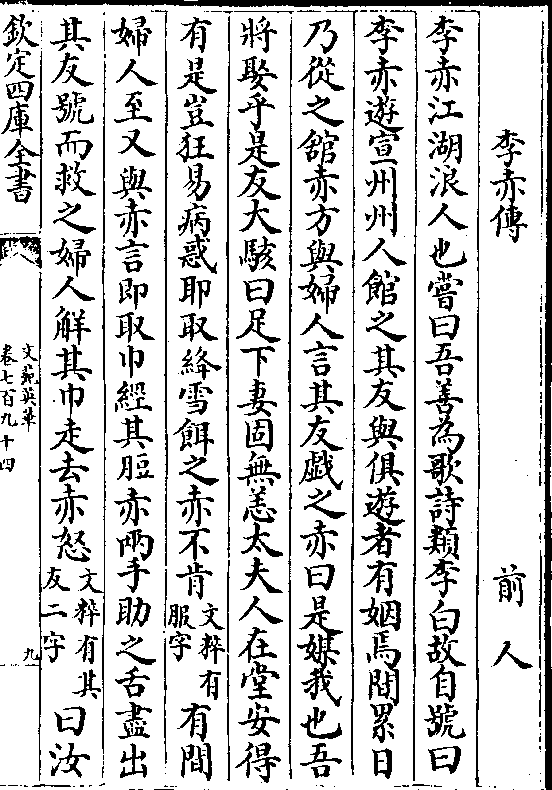 李赤傳 前人
李赤江湖浪人也嘗曰吾善為歌詩類李白故自號曰
李赤遊宣州州人館之其友與俱遊者有姻焉間累日
乃從之舘赤方與婦人言其友戯之赤曰是媒我也吾
將娶乎是友大駭曰足下妻固無恙太夫人在堂安得
有是豈狂易病惑耶取絳雪餌之赤不肯文粹有服字有間
婦人至又與赤言即取巾經其脰赤兩手助之舌盡出
其友號而救之婦人解其巾走去赤怒文粹有其友二字曰汝
欽定四庫全書
文苑英華
卷七百九十四
九